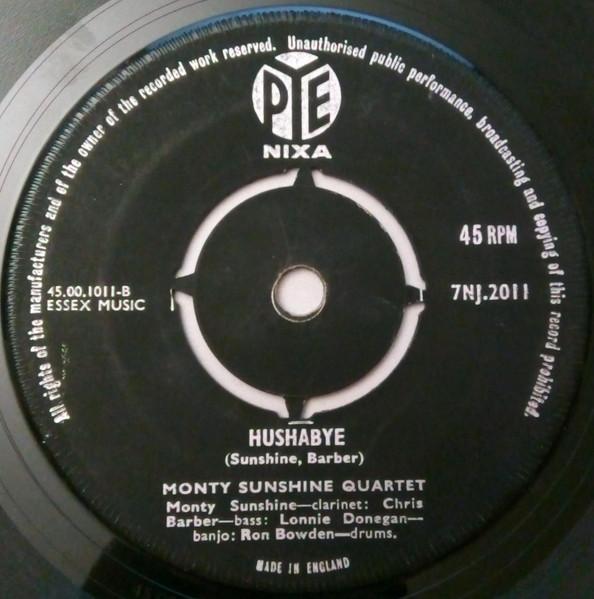 All rights of the manufacturers and of the owner of the recorded work reserved. Unauthorised public performance, broadcasting and copying of this record prohibited.
PYE
NIXA
45 RPM
45.00.1011-B
ESSEX MUSIC
7NJ.2011
HUSHABYE
(Sunshine, Barber)
MONTY SUNSHINE QUARTET
Monty Sunshine—clarinet: Chris
Barber—bass: Lonnie Donegan—
banjo: Ron Bowden—drums.
MADE IN ENGLAND